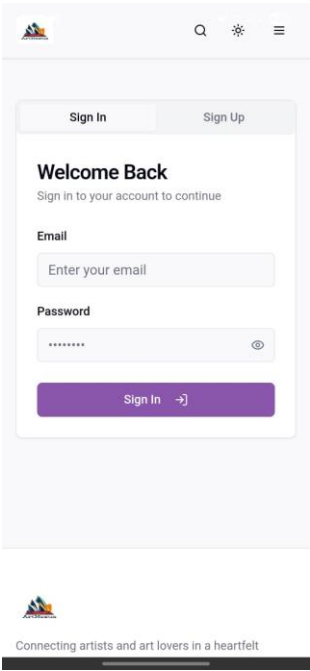 Sign In
Sign Up
Welcome Back
Sign in to your account to continue
Email
Enter your email
Password
Sign In
Connecting artists and art lovers in a heartfelt